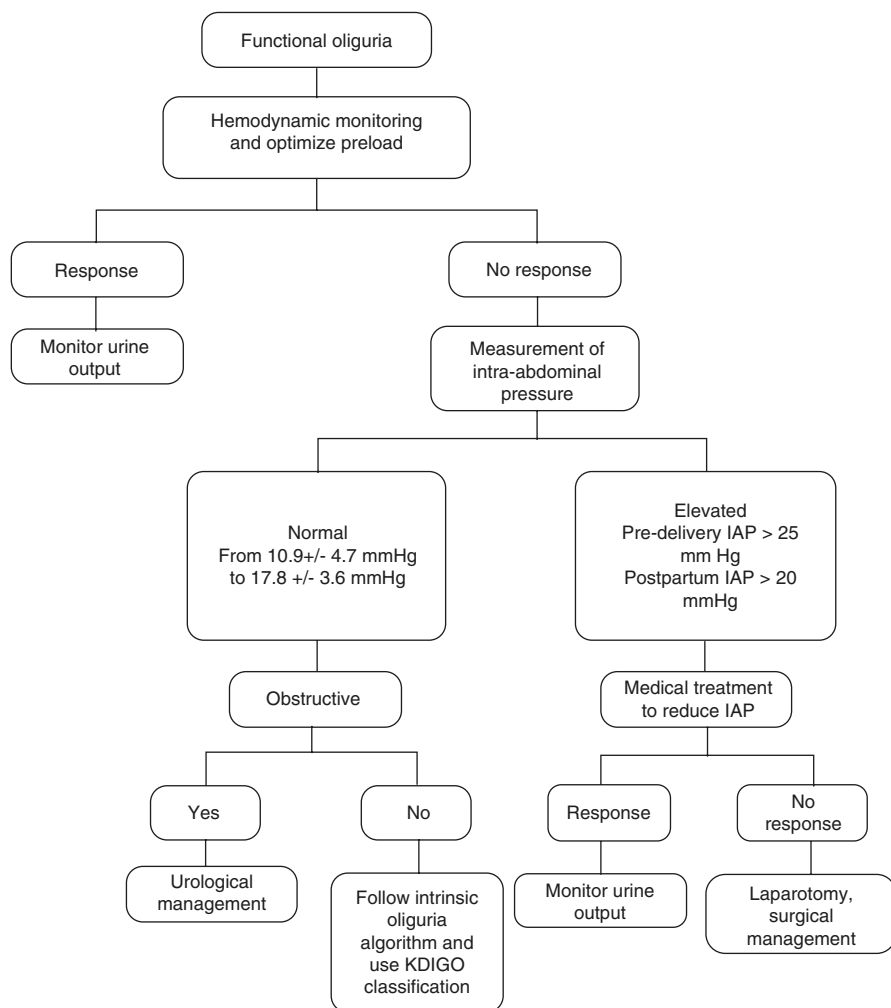 Functional oliguria
Hemodynamic monitoring
and optimize preload
Response
No response
Monitor urine
output
Measurement of
intra-abdominal
pressure
Normal
From 10.9+/- 4.7 mmHg
to 17.8 +/- 3.6 mmHg
Elevated
Pre-delivery IAP > 25
mm Hg
Postpartum IAP > 20
mmHg
Obstructive
Medical treatment
to reduce IAP
Yes
No
Response
No
response
Urological
management
Follow intrinsic
oliguria
algorithm and
use KDIGO
classification
Monitor urine
output
Laparotomy,
surgical
management